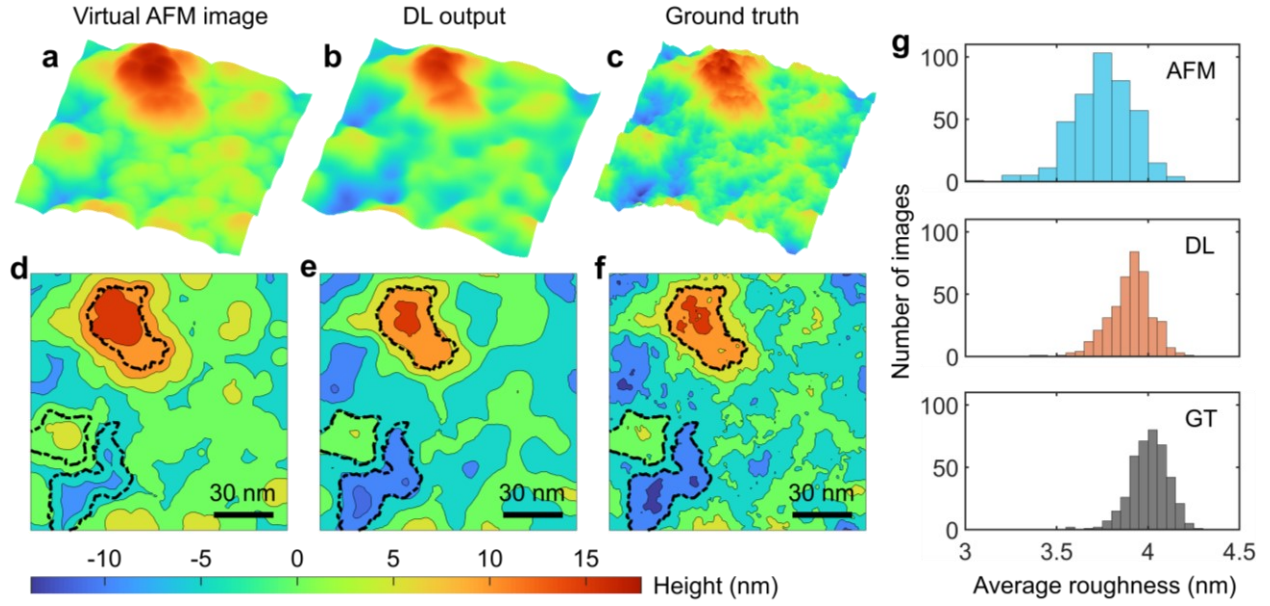 Virtual AFM image
DL output
Ground truth
a
b
c
d
e
f
30 nm
30 nm
30 nm
-10
-5
0
5
10
15
Height (nm)
g
Number of images
100
50
0
AFM
100
50
0
DL
100
50
0
GT
3
3.5
4
4.5
Average roughness (nm)